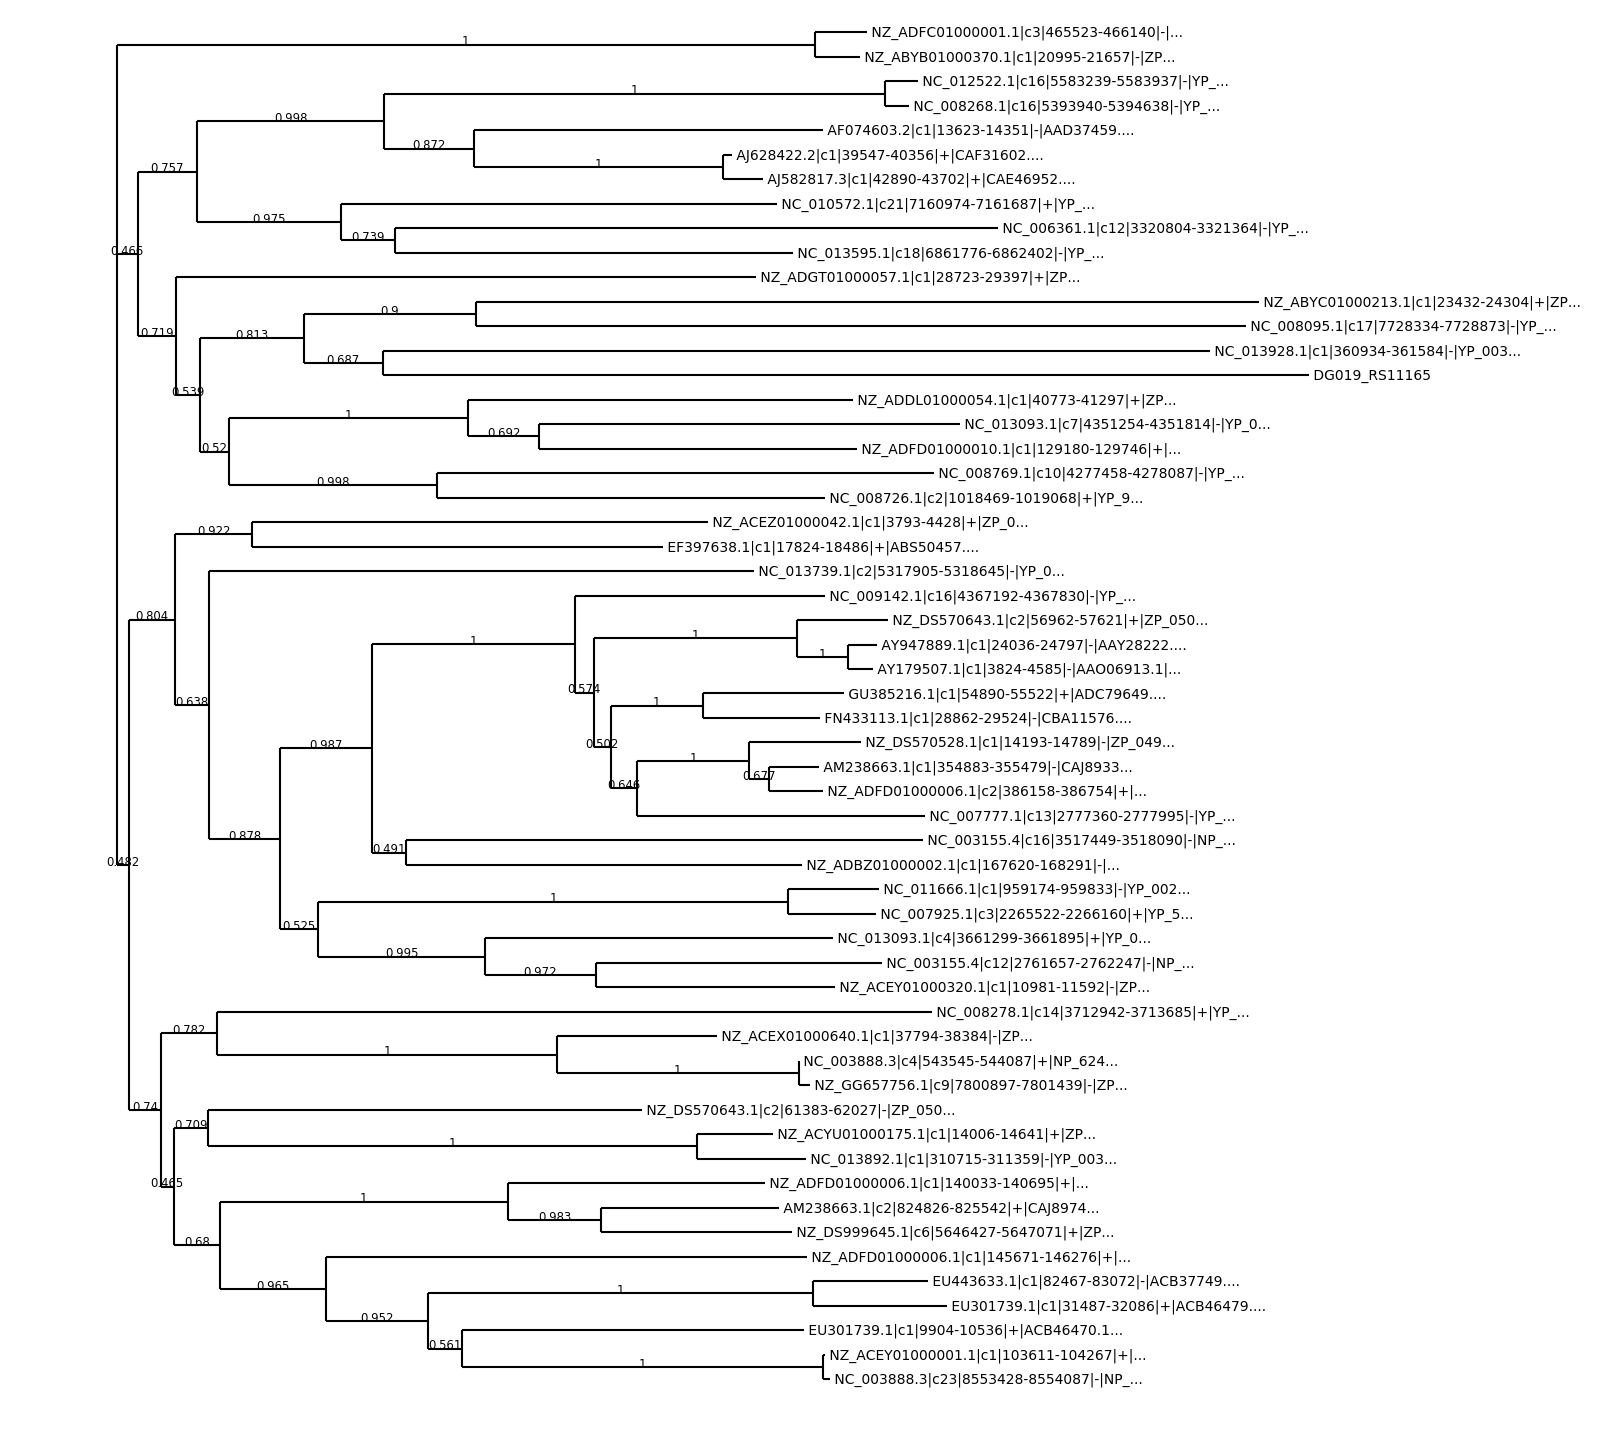 NZ_ADFC01000001.1|c3|465523-466140|-|...
1
NZ_ABYB01000370.1|c1|20995-21657|-|ZP...
NC_012522.1|c16|5583239-5583937|-|YP_...
1
NC_008268.1|c16|5393940-5394638|-|YP_...
0.998
AF074603.2|c1|13623-14351|-|AAD37459....
0.872
AJ628422.2|c1|39547-40356|+|CAF31602....
1
0.757
AJ582817.3|c1|42890-43702|+|CAE46952....
NC_010572.1|c21|7160974-7161687|+|YP_...
0.975
NC_006361.1|c12|3320804-3321364|-|YP_...
0.739
0.466
NC_013595.1|c18|6861776-6862402|-|YP_...
NZ_ADGT01000057.1|c1|28723-29397|+|ZP...
NZ_ABYC01000213.1|c1|23432-24304|+|ZP...
0.9
NC_008095.1|c17|7728334-7728873|-|YP_...
0.719
0.813
NC_013928.1|c1|360934-361584|-|YP_003...
0.687
DG019_RS11165
0.539
NZ_ADDL01000054.1|c1|40773-41297|+|ZP...
1
NC_013093.1|c7|4351254-4351814|-|YP_0...
0.692
0.52
NZ_ADFD01000010.1|c1|129180-129746|+|...
NC_008769.1|c10|4277458-4278087|-|YP_...
0.998
NC_008726.1|c2|1018469-1019068|+|YP_9...
NZ_ACEZ01000042.1|c1|3793-4428|+|ZP_0...
0.922
EF397638.1|c1|17824-18486|+|ABS50457....
NC_013739.1|c2|5317905-5318645|-|YP_0...
NC_009142.1|c16|4367192-4367830|-|YP_...
0.804
NZ_DS570643.1|c2|56962-57621|+|ZP_050...
1
1
AY947889.1|c1|24036-24797|-|AAY28222....
1
AY179507.1|c1|3824-4585|-|AAO06913.1|...
0.574
GU385216.1|c1|54890-55522|+|ADC79649....
0.638
1
FN433113.1|c1|28862-29524|-|CBA11576....
0.987
0.502
NZ_DS570528.1|c1|14193-14789|-|ZP_049...
1
AM238663.1|c1|354883-355479|-|CAJ8933...
0.677
0.646
NZ_ADFD01000006.1|c2|386158-386754|+|...
NC_007777.1|c13|2777360-2777995|-|YP_...
0.878
NC_003155.4|c16|3517449-3518090|-|NP_...
0.491
0.482
NZ_ADBZ01000002.1|c1|167620-168291|-|...
NC_011666.1|c1|959174-959833|-|YP_002...
1
NC_007925.1|c3|2265522-2266160|+|YP_5...
0.525
NC_013093.1|c4|3661299-3661895|+|YP_0...
0.995
NC_003155.4|c12|2761657-2762247|-|NP_...
0.972
NZ_ACEY01000320.1|c1|10981-11592|-|ZP...
NC_008278.1|c14|3712942-3713685|+|YP_...
0.782
NZ_ACEX01000640.1|c1|37794-38384|-|ZP...
1
NC_003888.3|c4|543545-544087|+|NP_624...
1
NZ_GG657756.1|c9|7800897-7801439|-|ZP...
0.74
NZ_DS570643.1|c2|61383-62027|-|ZP_050...
0.709
NZ_ACYU01000175.1|c1|14006-14641|+|ZP...
1
NC_013892.1|c1|310715-311359|-|YP_003...
0.465
NZ_ADFD01000006.1|c1|140033-140695|+|...
1
AM238663.1|c2|824826-825542|+|CAJ8974...
0.983
NZ_DS999645.1|c6|5646427-5647071|+|ZP...
0.68
NZ_ADFD01000006.1|c1|145671-146276|+|...
0.965
EU443633.1|c1|82467-83072|-|ACB37749....
1
EU301739.1|c1|31487-32086|+|ACB46479....
0.952
EU301739.1|c1|9904-10536|+|ACB46470.1...
0.561
NZ_ACEY01000001.1|c1|103611-104267|+|...
1
NC_003888.3|c23|8553428-8554087|-|NP_...